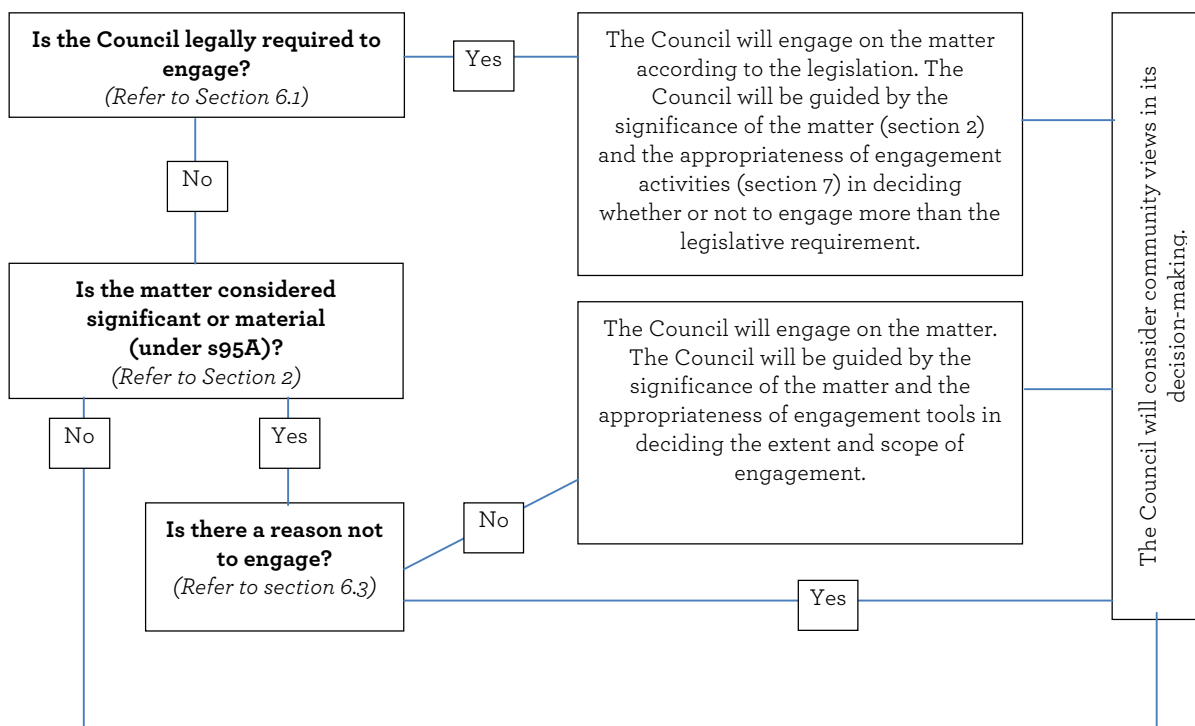 Is the Council legally required to
engage?
(Refer to Section 6.1)
Yes
The Council will engage on the matter
according to the legislation. The
Council will be guided by the
significance of the matter (section 2)
and the appropriateness of engagement
activities (section 7) in deciding
whether or not to engage more than the
legislative requirement.
No
Is the matter considered
significant or material
(under s95A)?
(Refer to Section 2)
No
Yes
Is there a reason not
to engage?
(Refer to section 6.3)
No
The Council will engage on the matter.
The Council will be guided by the
significance of the matter and the
appropriateness of engagement tools in
deciding the extent and scope of
engagement.
Yes
The Council will consider community views in its
decision-making.